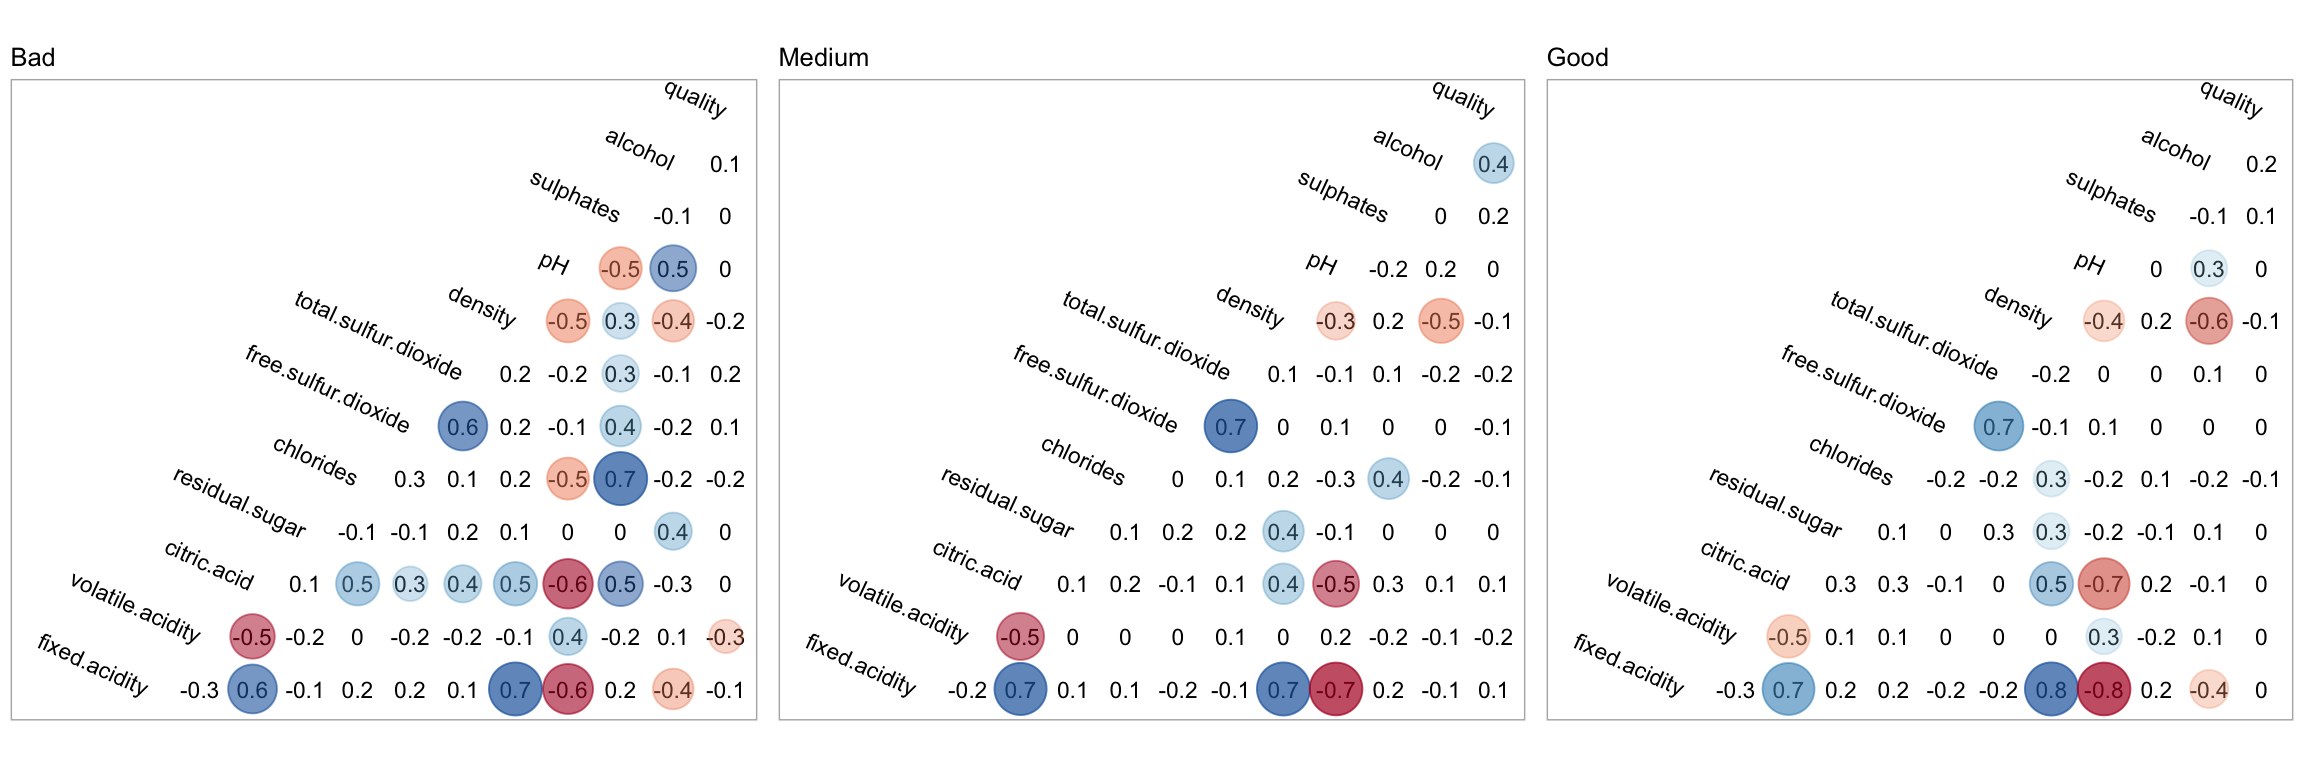 Bad
quality
alcohol 0.1
sulphates -0.1 0
pH -0.5 0.5 0
density -0.5 0.3 -0.4 -0.2
total.sulfur.dioxide 0.2 -0.2 0.3 -0.1 0.2
free.sulfur.dioxide 0.6 0.2 -0.1 0.4 -0.2 0.1
chlorides 0.3 0.1 0.2 -0.5 0.7 -0.2 -0.2
residual.sugar -0.1 -0.1 0.2 0.1 0 0 0.4 0
citric.acid 0.1 0.5 0.3 0.4 0.5 -0.6 0.5 -0.3 0
volatile.acidity -0.5 -0.2 0 -0.2 -0.2 -0.1 0.4 -0.2 0.1 -0.3
fixed.acidity -0.3 0.6 -0.1 0.2 0.2 0.1 0.7 -0.6 0.2 -0.4 -0.1
Medium
quality
alcohol 0.4
sulphates 0 0.2
pH -0.2 0.2 0
density -0.3 0.2 -0.5 -0.1
total.sulfur.dioxide 0.1 -0.1 0.1 -0.2 -0.2
free.sulfur.dioxide 0.7 0 0.1 0 0 -0.1
chlorides 0 0.1 0.2 -0.3 0.4 -0.2 -0.1
residual.sugar 0.1 0.2 0.2 0.4 -0.1 0 0 0
citric.acid 0.1 0.2 -0.1 0.1 0.4 -0.5 0.3 0.1 0.1
volatile.acidity -0.5 0 0 0 0.1 0 0.2 -0.2 -0.1 -0.2
fixed.acidity -0.2 0.7 0.1 0.1 -0.2 -0.1 0.7 -0.7 0.2 -0.1 0.1
Good
quality
alcohol 0.2
sulphates -0.1 0.1
pH 0 0.3 0
density -0.4 0.2 -0.6 -0.1
total.sulfur.dioxide -0.2 0 0 0.1 0
free.sulfur.dioxide 0.7 -0.1 0.1 0 0 0
chlorides -0.2 -0.2 0.3 -0.2 0.1 -0.2 -0.1
residual.sugar 0.1 0 0.3 0.3 -0.2 -0.1 0.1 0
citric.acid 0.3 0.3 -0.1 0 0.5 -0.7 0.2 -0.1 0
volatile.acidity -0.5 0.1 0.1 0 0 0 0.3 -0.2 0.1 0
fixed.acidity -0.3 0.7 0.2 0.2 -0.2 -0.2 0.8 -0.8 0.2 -0.4 0